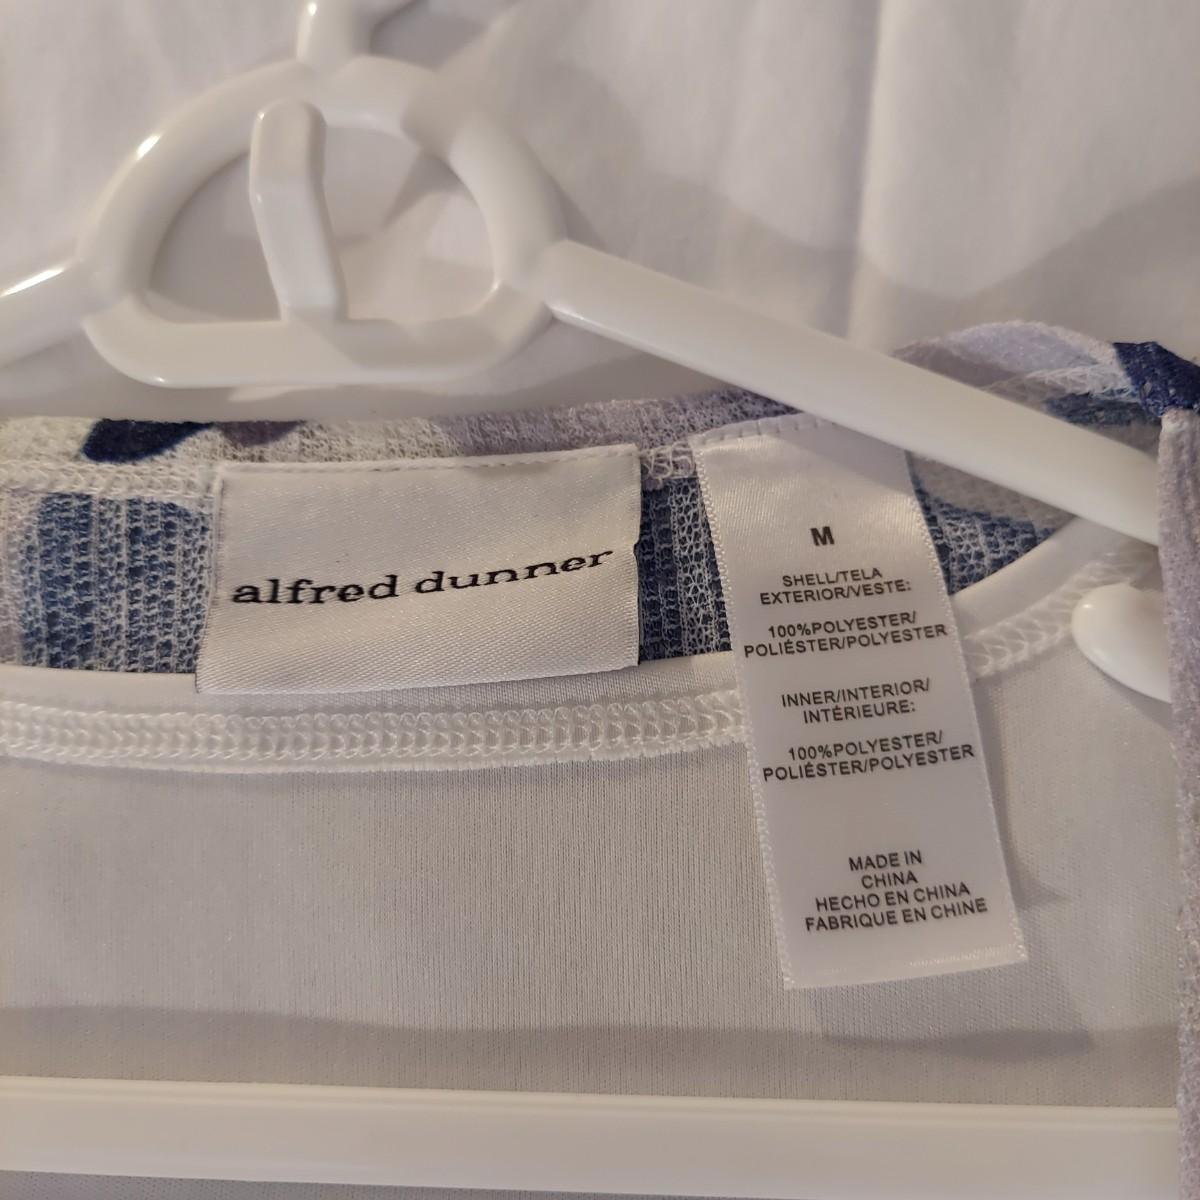 alfred dunner
M
SHELL/TELA
EXTERIOR/VESTE:
100%POLYESTER/
POLIÉSTER/POLYESTER
INNER/INTERIOR/
INTÉRIEURE:
100%POLYESTER/
POLIÉSTER/POLYESTER
MADE IN
CHINA
HECHO EN CHINA
FABRIQUE EN CHINE